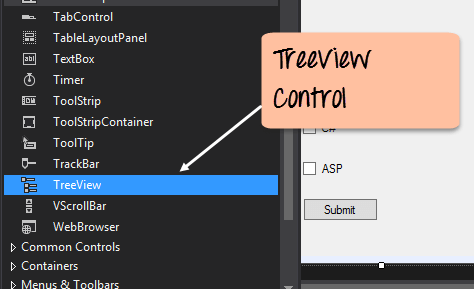 TabControl
TableLayoutPanel
TextBox
Timer
ToolStrip
ToolStripContainer
ToolTip
TrackBar
TreeView
VScrollBar
WebBrowser
Common Controls
Containers
Menus & Toolbars
TreeView
Control
C#
ASP
Submit